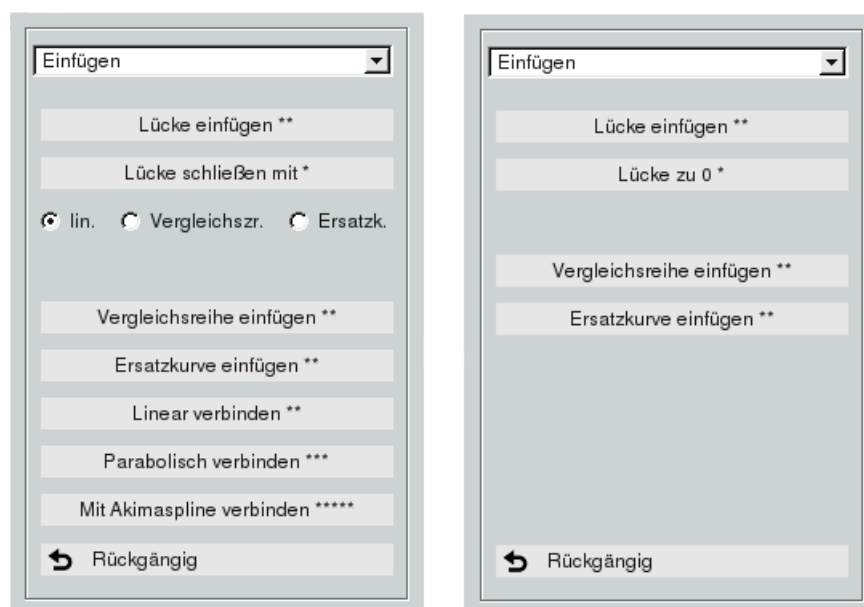 Einfügen
Lücke einfügen **
Lücke schließen mit *
lin. Vergleichszr. Ersatzk.
Vergleichsreihe einfügen **
Ersatzkurve einfügen **
Linear verbinden **
Parabolisch verbinden ***
Mit Akimaspline verbinden *****
Rückgängig
Einfügen
Lücke einfügen **
Lücke zu 0 *
Vergleichsreihe einfügen **
Ersatzkurve einfügen **
Rückgängig